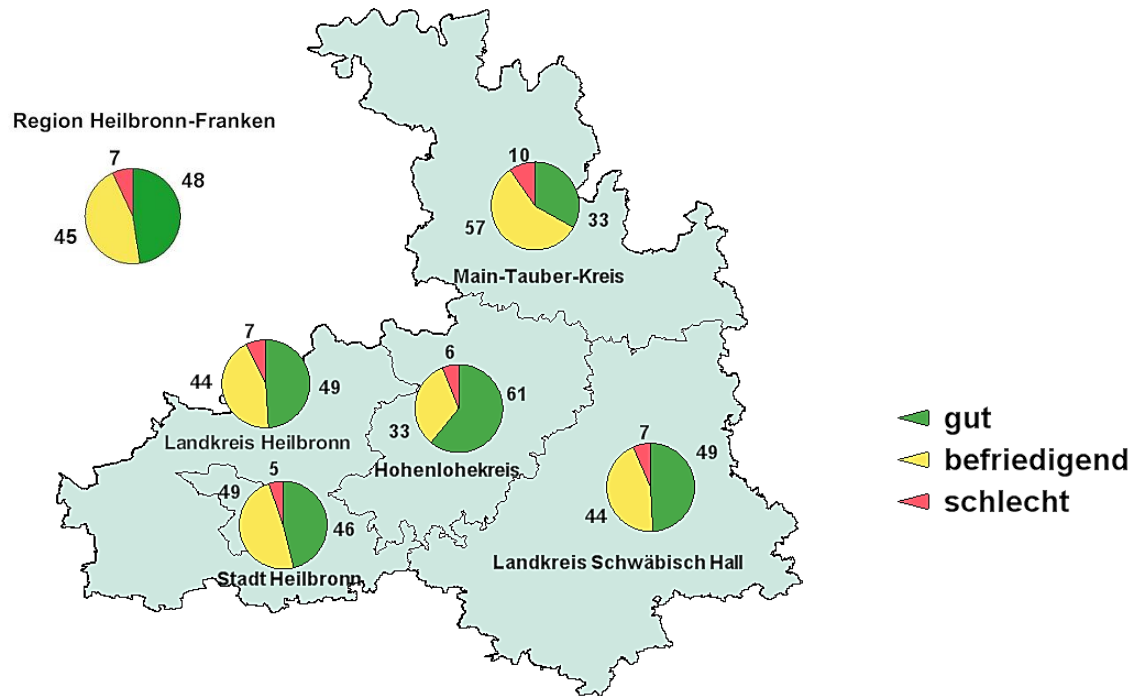 Region Heilbronn-Franken
7
48
45
10
57
33
Main-Tauber-Kreis
7
44
49
Landkreis Heilbronn
6
61
33
Hohenlohekreis
5
49
46
Stadt Heilbronn
7
49
44
Landkreis Schwäbisch Hall
gut
befriedigend
schlecht